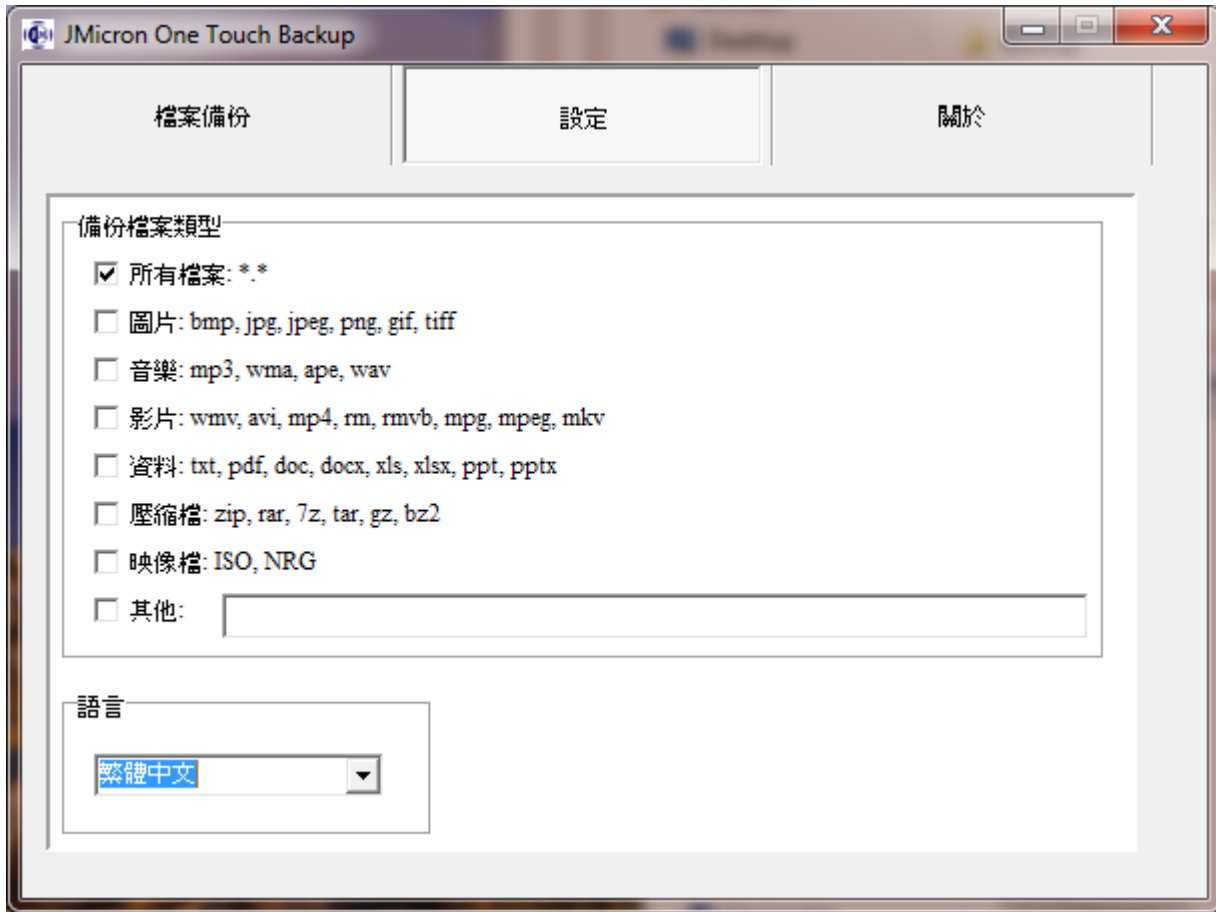 JMicron One Touch Backup
Desktop
檔案備份
設定
關於
備份檔案類型
所有檔案: *.*
圖片: bmp, jpg, jpeg, png, gif, tiff
音樂: mp3, wma, ape, wav
影片: wmv, avi, mp4, rm, rmvb, mpg, mpeg, mkv
資料: txt, pdf, doc, docx, xls, xlsx, ppt, pptx
壓縮檔: zip, rar, 7z, tar, gz, bz2
映像檔: ISO, NRG
其他:
語言
繁體中文